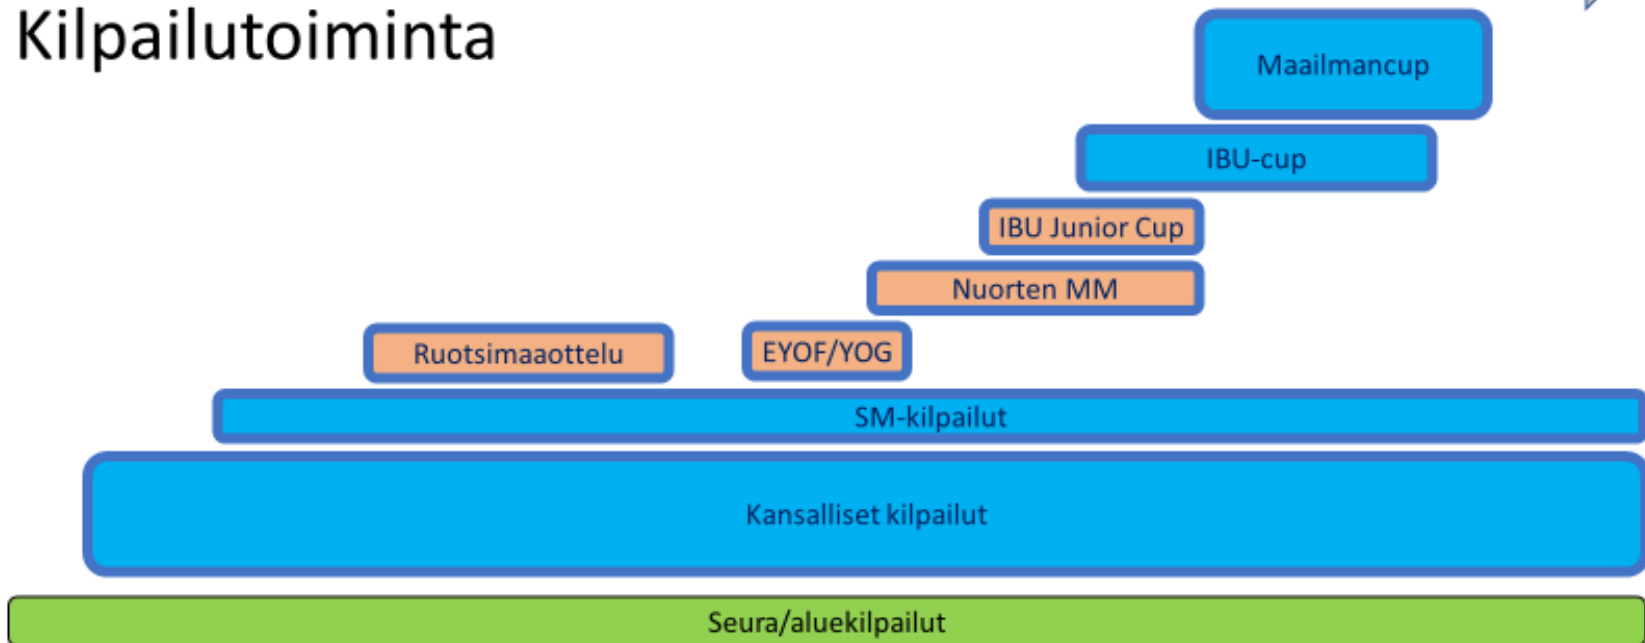 Kilpailutoiminta
Maailmancup
IBU-cup
IBU Junior Cup
Nuorten MM
Ruotsimaaottelu
EYOF/YOG
SM-kilpailut
Kansalliset kilpailut
Seura/aluekilpailut